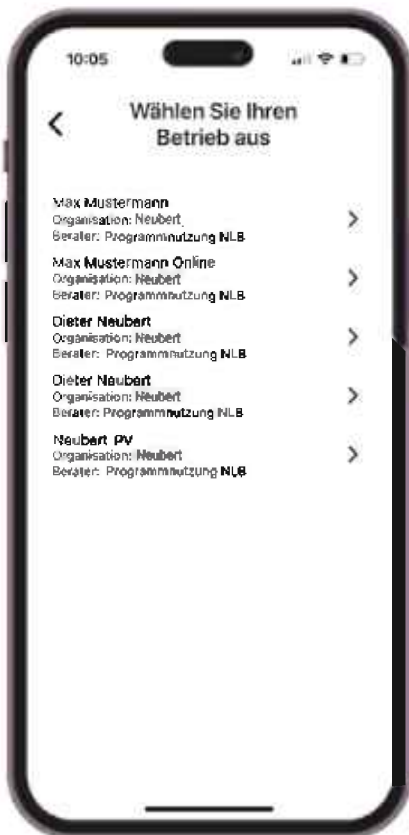 10:05
Wählen Sie Ihren
Betrieb aus
Max Mustermann
Organisation: Neubert
Berater: Programmnutzung NLB
Max Mustermann Online
Organisation: Neubert
Berater: Programmnutzung NLB
Dieter Neubert
Organisation: Neubert
Berater: Programmnutzung NLB
Dieter Neubert
Organisation: Neubert
Berater: Programmnutzung NLB
Neubert PV
Organisation: Neubert
Berater: Programmnutzung NLB